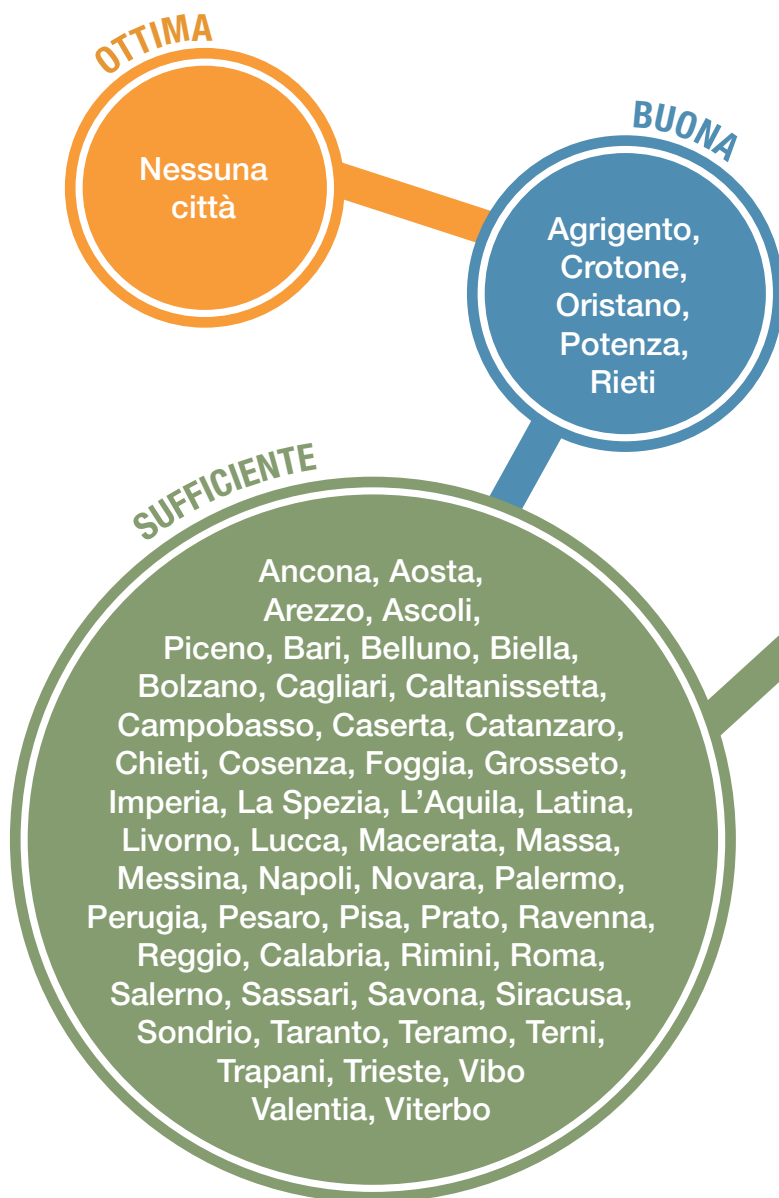 OTTIMA
Nessuna
città
BUONA
Agrigento,
Crotone,
Oristano,
Potenza,
Rieti
SUFFICIENTE
Ancona, Aosta,
Arezzo, Ascoli,
Piceno, Bari, Belluno, Biella,
Bolzano, Cagliari, Caltanissetta,
Campobasso, Caserta, Catanzaro,
Chieti, Cosenza, Foggia, Grosseto,
Imperia, La Spezia, L’Aquila, Latina,
Livorno, Lucca, Macerata, Massa,
Messina, Napoli, Novara, Palermo,
Perugia, Pesaro, Pisa, Prato, Ravenna,
Reggio, Calabria, Rimini, Roma,
Salerno, Sassari, Savona, Siracusa,
Sondrio, Taranto, Teramo, Terni,
Trapani, Trieste, Vibo
Valentia, Viterbo